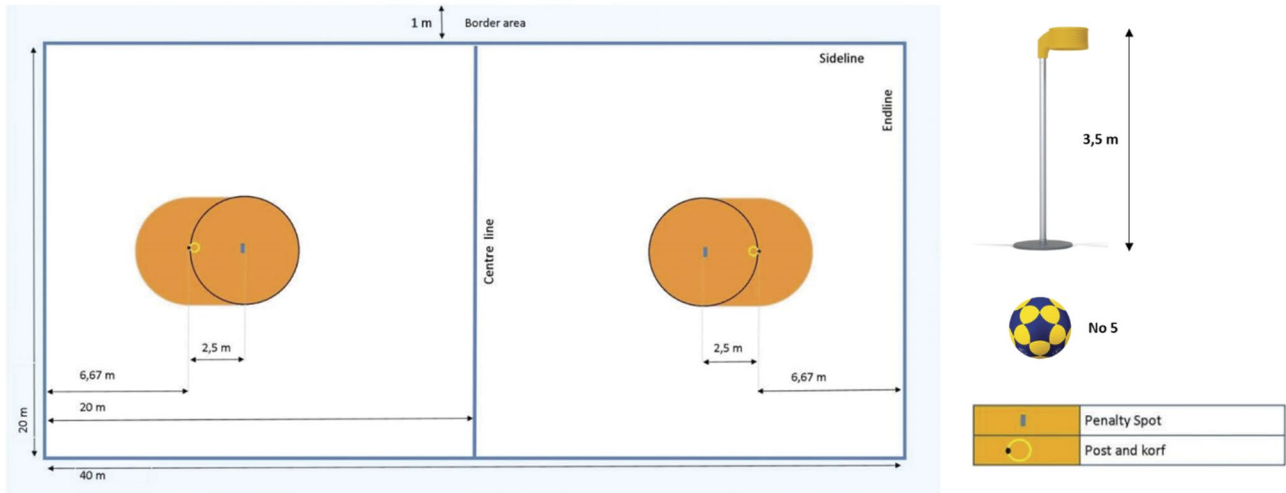 1 m
Border area
Sideline
Endline
3,5 m
Centre line
No 5
2,5 m
2,5 m
6,67 m
6,67 m
20 m
20 m
40 m
Penalty Spot
Post and korf